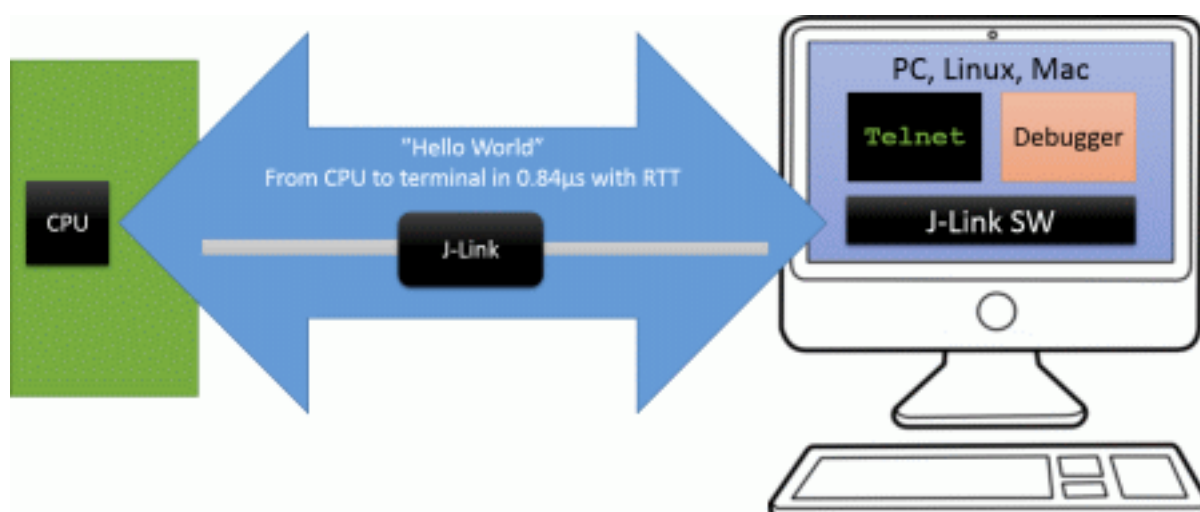 CPU
"Hello World"
From CPU to terminal in 0.84µs with RTT
J-Link
PC, Linux, Mac
Telnet
Debugger
J-Link SW